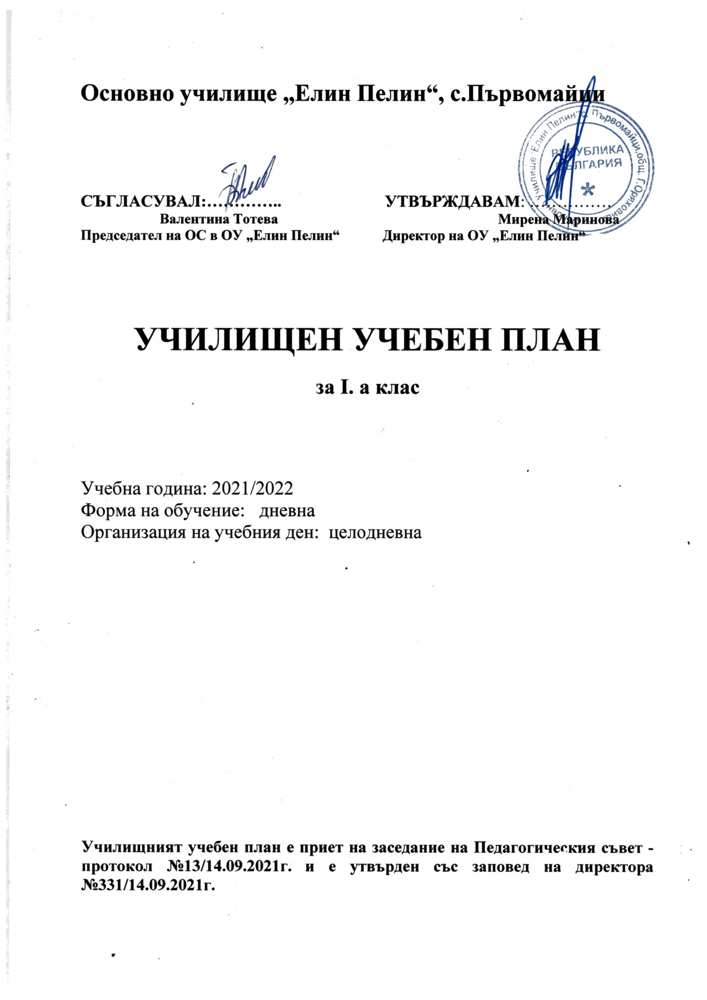 Основно училище „Елин Пелин“, с.Първомайци
СЪГЛАСУВАЛ:…………..
УТВЪРЖДАВАМ:……………
Валентина Тотева
Мирена Маринова
Председател на ОС в ОУ „Елин Пелин“
Директор на ОУ „Елин Пелин“
Основно училище "Елин Пелин" с. Първомайци,общ. Г.Оряховица
РЕПУБЛИКА
БЪЛГАРИЯ
УЧИЛИЩЕН УЧЕБЕН ПЛАН
за I. а клас
Учебна година: 2021/2022
Форма на обучение: дневна
Организация на учебния ден: целодневна
Училищният учебен план е приет на заседание на Педагогическия съвет -
протокол №13/14.09.2021г. и е утвърден със заповед на директора
№331/14.09.2021г.